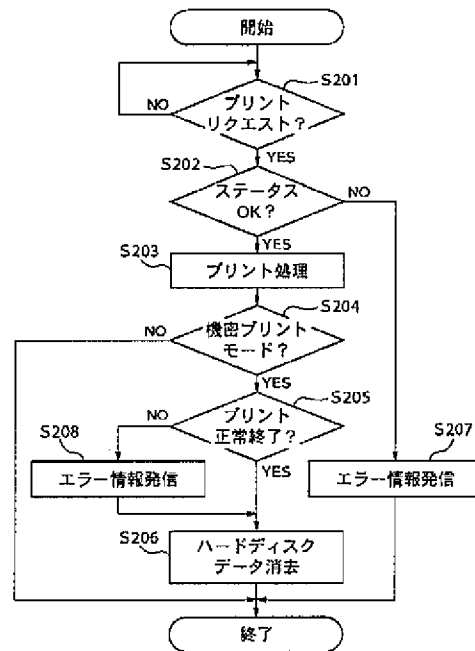 開始
S201
プリント
リクエスト？
NO
YES
S202
ステータス
OK？
NO
YES
S203
プリント処理
S204
機密プリント
モード？
NO
YES
S205
プリント
正常終了？
NO
YES
S208
エラー情報発信
S207
エラー情報発信
S206
ハードディスク
データ消去
終了